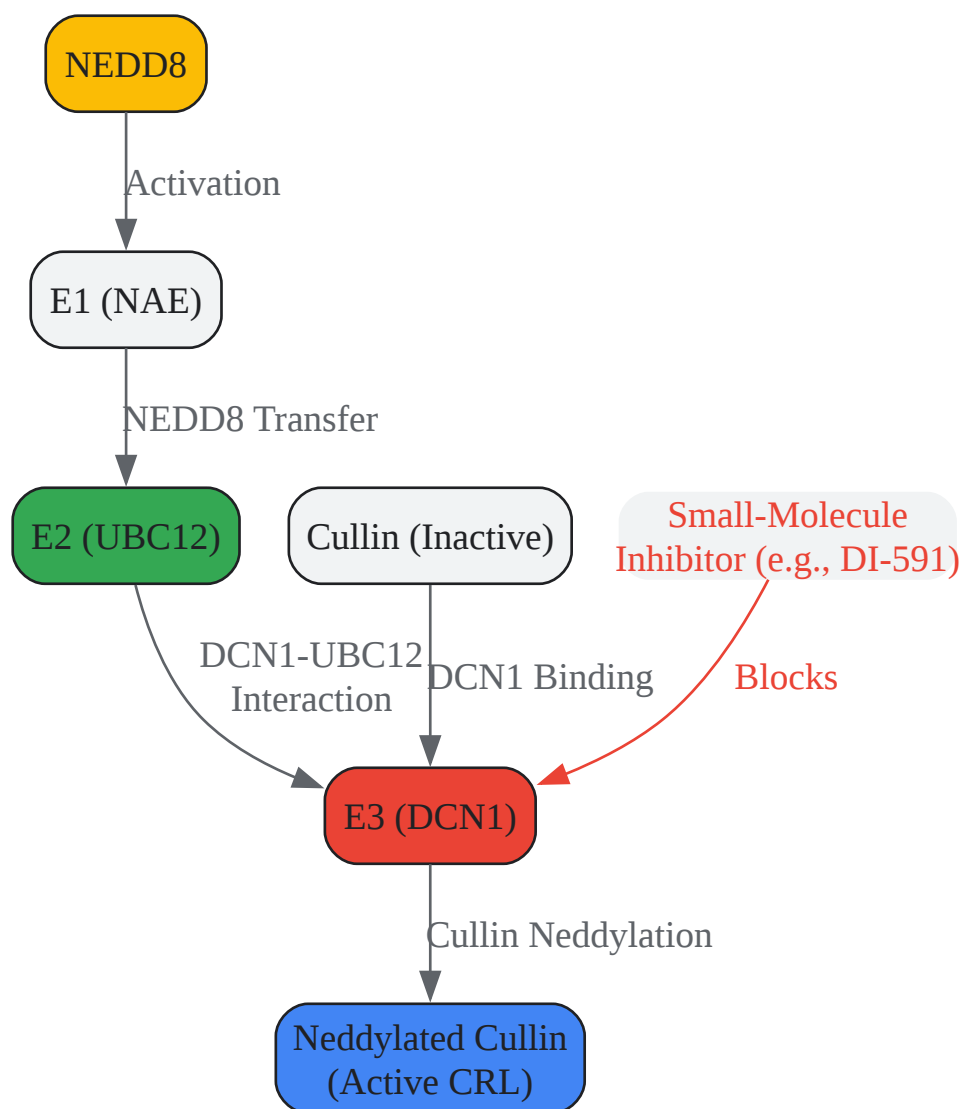 NEDD8
Activation
E1 (NAE)
NEDD8 Transfer
E2 (UBC12)
Cullin (Inactive)
Small-Molecule
Inhibitor (e.g., DI-591)
DCN1-UBC12
Interaction
DCN1 Binding
Blocks
E3 (DCN1)
Cullin Neddylation
Neddylated Cullin
(Active CRL)